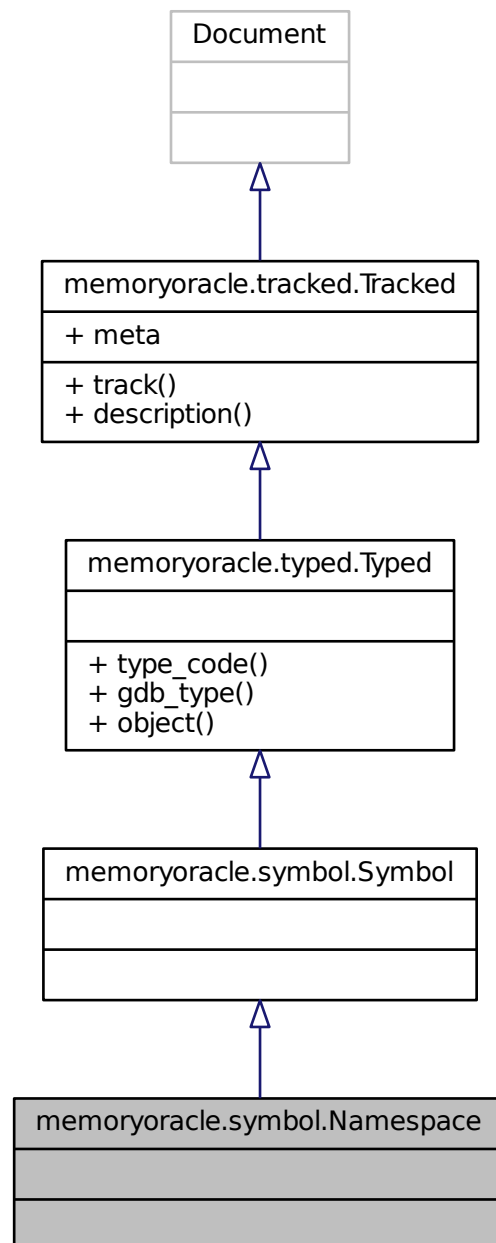 Document
memoryoracle.tracked.Tracked
+ meta
+ track()
+ description()
memoryoracle.typed.Typed
+ type_code()
+ gdb_type()
+ object()
memoryoracle.symbol.Symbol
memoryoracle.symbol.Namespace